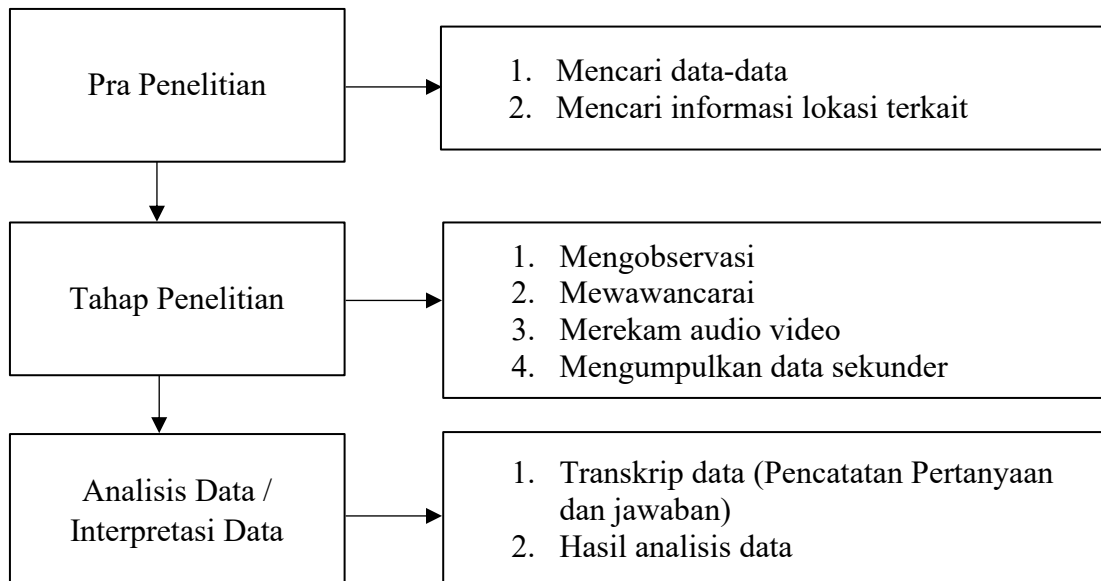 Pra Penelitian
1. Mencari data-data
2. Mencari informasi lokasi terkait
Tahap Penelitian
1. Mengobservasi
2. Mewawancarai
3. Merekam audio video
4. Mengumpulkan data sekunder
Analisis Data /
Interpretasi Data
1. Transkrip data (Pencatatan Pertanyaan
dan jawaban)
2. Hasil analisis data